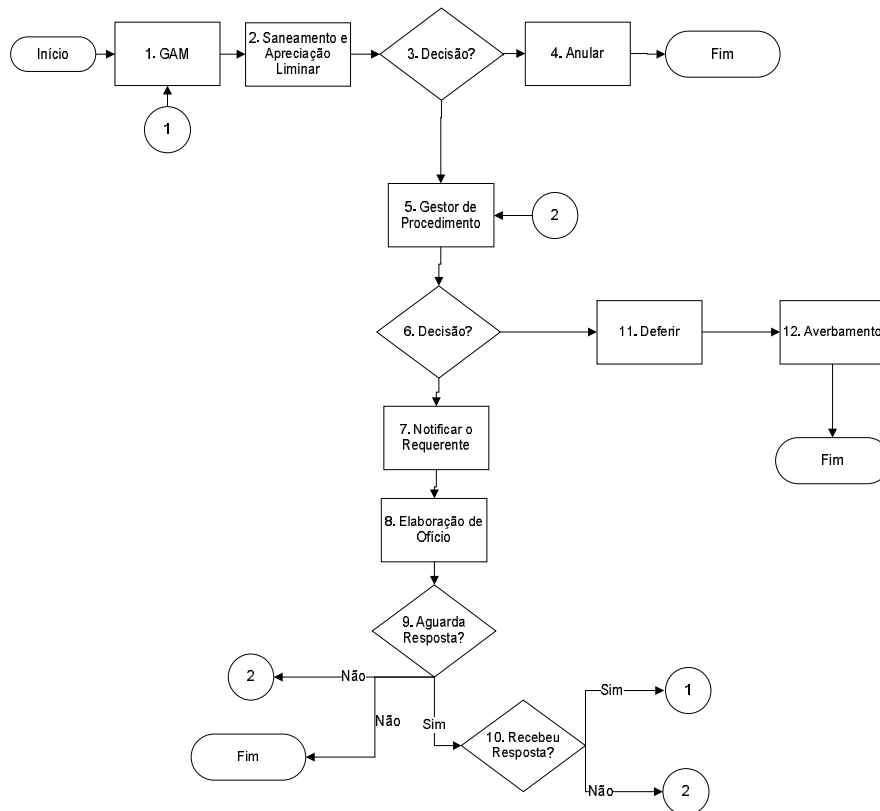 Início
1. GAM
2. Saneamento e
Apreciação
Liminar
3. Decisão?
4. Anular
Fim
1
5. Gestor de
Procedimento
2
6. Decisão?
11. Deferir
12. Averbamento
7. Notificar o
Requerente
Fim
8. Elaboração de
Ofício
9. Aguarda
Resposta?
2
Não
Não
Sim
Fim
10. Recebeu
Resposta?
Sim
1
Não
2